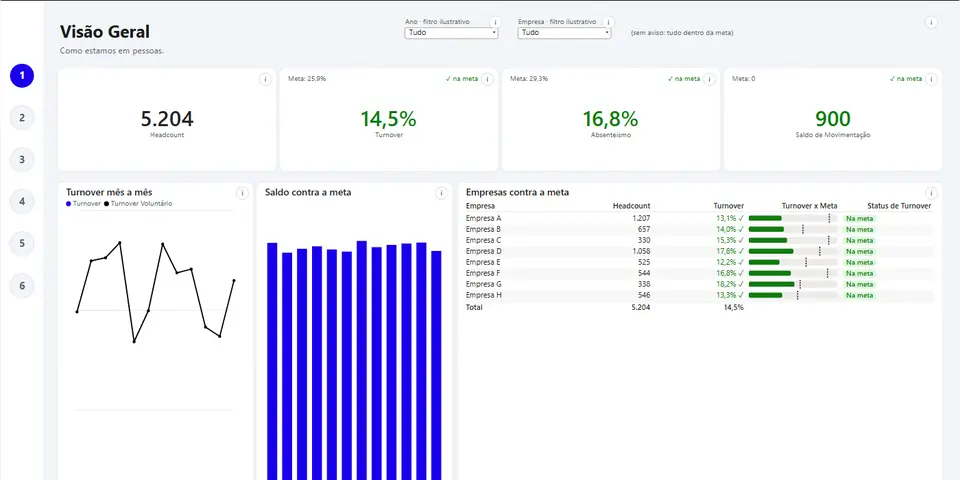 Visão Geral
Como estamos em pessoas.
Ano - filtro ilustrativo
i
Tudo
Empresa - filtro ilustrativo
i
Tudo
(sem aviso: tudo dentro da meta)
i
1
2
3
4
5
6
i
5.204
Headcount
Meta: 25,9%
✓ na meta
i
14,5%
Turnover
Meta: 29,3%
✓ na meta
i
16,8%
Absenteísmo
Meta: 0
✓ na meta
i
900
Saldo de Movimentação
Turnover mês a mês
i
Turnover Turnover Voluntário
Saldo contra a meta
i
Empresas contra a meta
i
Empresa Headcount Turnover Turnover x Meta Status de Turnover
Empresa A 1.207 13,1% ✓ Na meta
Empresa B 657 14,0% ✓ Na meta
Empresa C 330 15,3% ✓ Na meta
Empresa D 1.058 17,8% ✓ Na meta
Empresa E 525 12,2% ✓ Na meta
Empresa F 544 16,8% ✓ Na meta
Empresa G 338 18,2% ✓ Na meta
Empresa H 546 13,3% ✓ Na meta
Total 5.204 14,5%